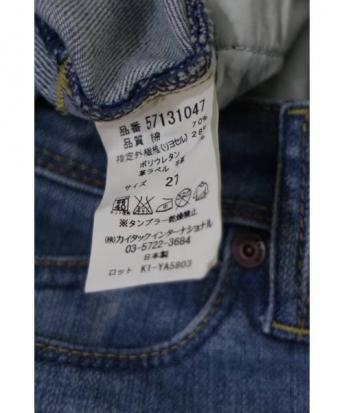 品番 57131047
品質 綿 70%
指定外繊維(リヨセル) 28%
ポリウレタン
革ラベル
サイズ 27
※タンブラー乾燥禁止
(株)カイタックインターナショナル
03-5722-3684
日本製
ロット KI-YA5803